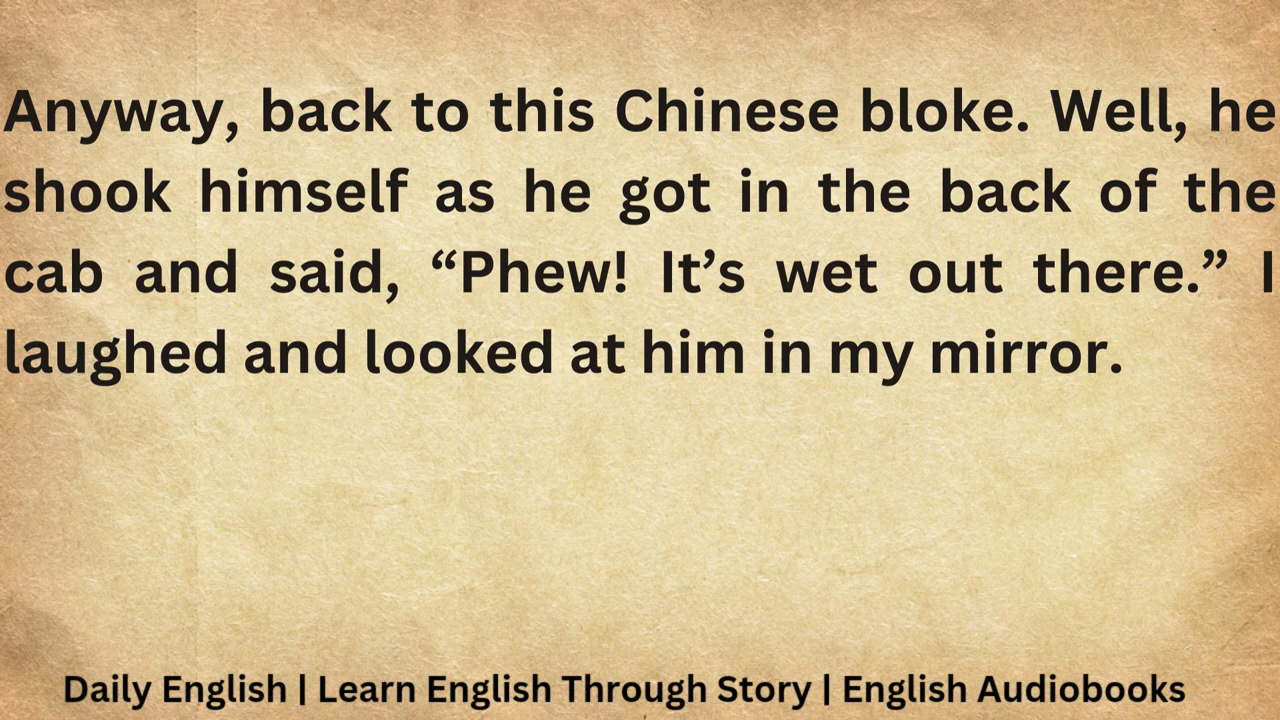 Anyway, back to this Chinese bloke. Well, he
shook himself as he got in the back of the
cab and said, “Phew! It’s wet out there.” I
laughed and looked at him in my mirror.
Daily English | Learn English Through Story | English Audiobooks